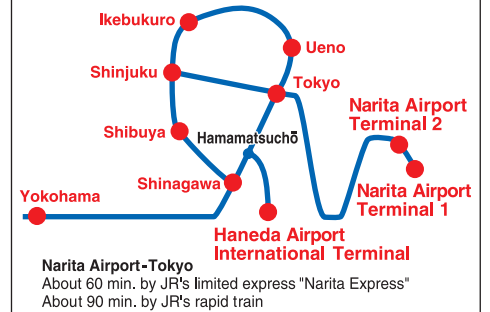 Ikebukuro
Ueno
Shinjuku
Tokyo
Narita Airport
Terminal 2
Shibuya
Hamamatsuchō
Shinagawa
Narita Airport
Terminal 1
Yokohama
Haneda Airport
International Terminal
Narita Airport-Tokyo
About 60 min. by JR's limited express "Narita Express"
About 90 min. by JR's rapid train